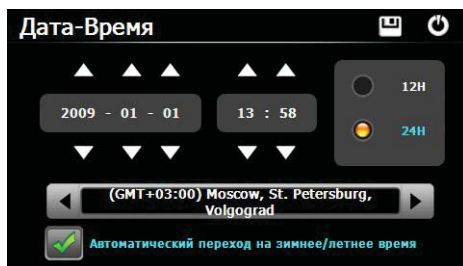 Дата-Время
12H
2009 - 01 - 01 13 : 58
24H
(GMT+03:00) Moscow, St. Petersburg,
Volgograd
Автоматический переход на зимнее/летнее время